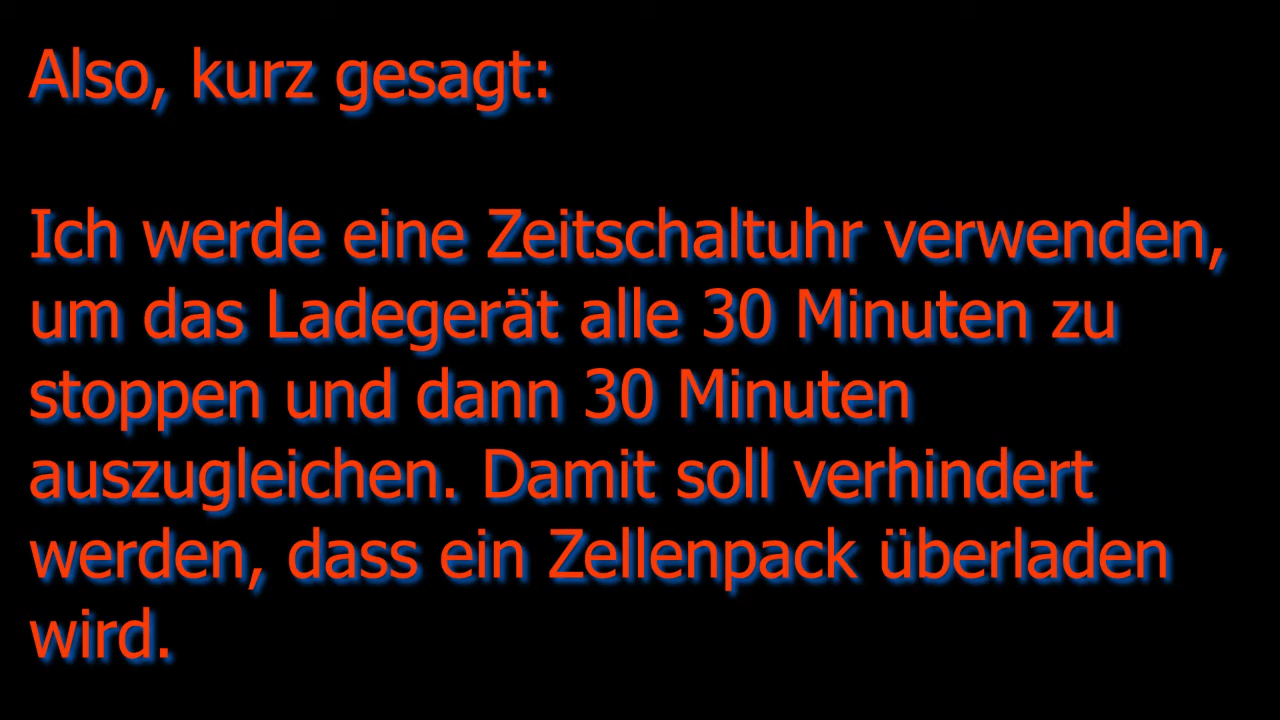 Also, kurz gesagt:
Ich werde eine Zeitschaltuhr verwenden,
um das Ladegerät alle 30 Minuten zu
stoppen und dann 30 Minuten
auszugleichen. Damit soll verhindert
werden, dass ein Zellenpack überladen
wird.